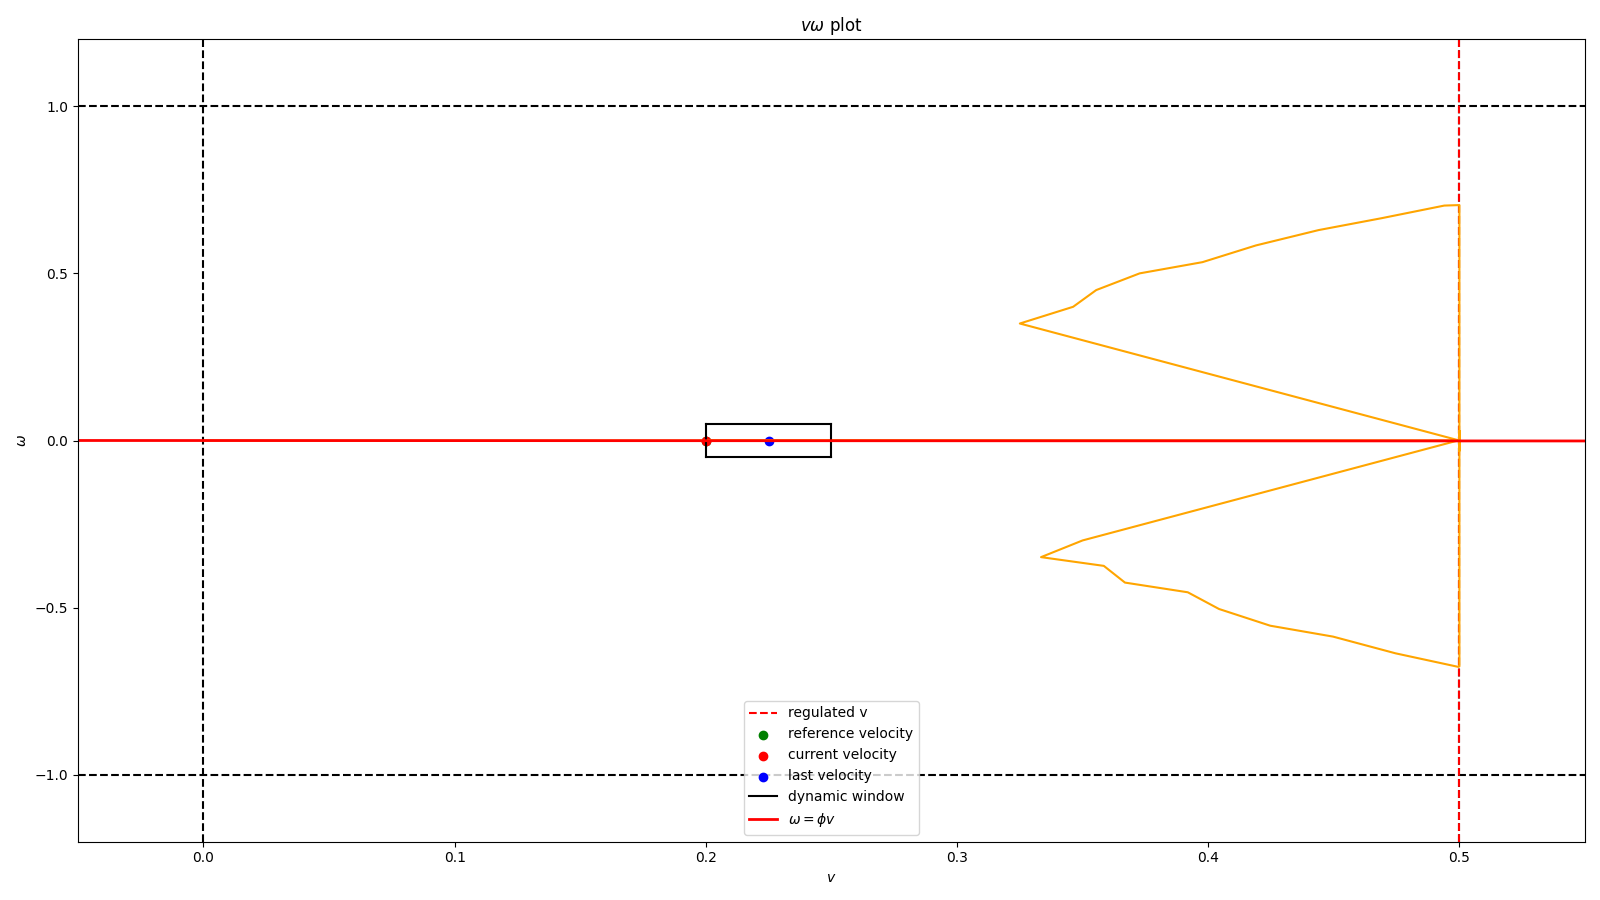 vω plot
1.0
0.5
0.0
−0.5
−1.0
ω
regulated v
reference velocity
current velocity
last velocity
dynamic window
ω = ϕv
0.0 0.1 0.2 0.3 0.4 0.5
v